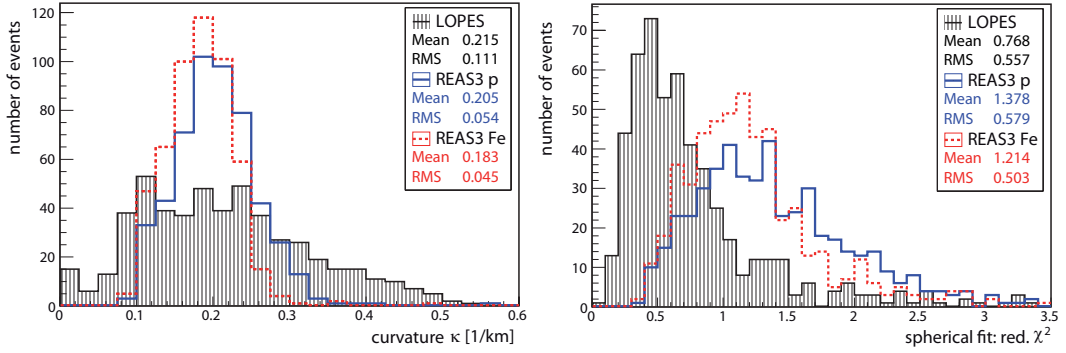 number of events
120
100
80
60
40
20
0
0 0.1 0.2 0.3 0.4 0.5 0.6
curvature κ [1/km]
LOPES
Mean 0.215
RMS 0.111
REAS3 p
Mean 0.205
RMS 0.054
REAS3 Fe
Mean 0.183
RMS 0.045
number of events
70
60
50
40
30
20
10
0
0 0.5 1 1.5 2 2.5 3 3.5
spherical fit: red. χ²
LOPES
Mean 0.768
RMS 0.557
REAS3 p
Mean 1.378
RMS 0.579
REAS3 Fe
Mean 1.214
RMS 0.503